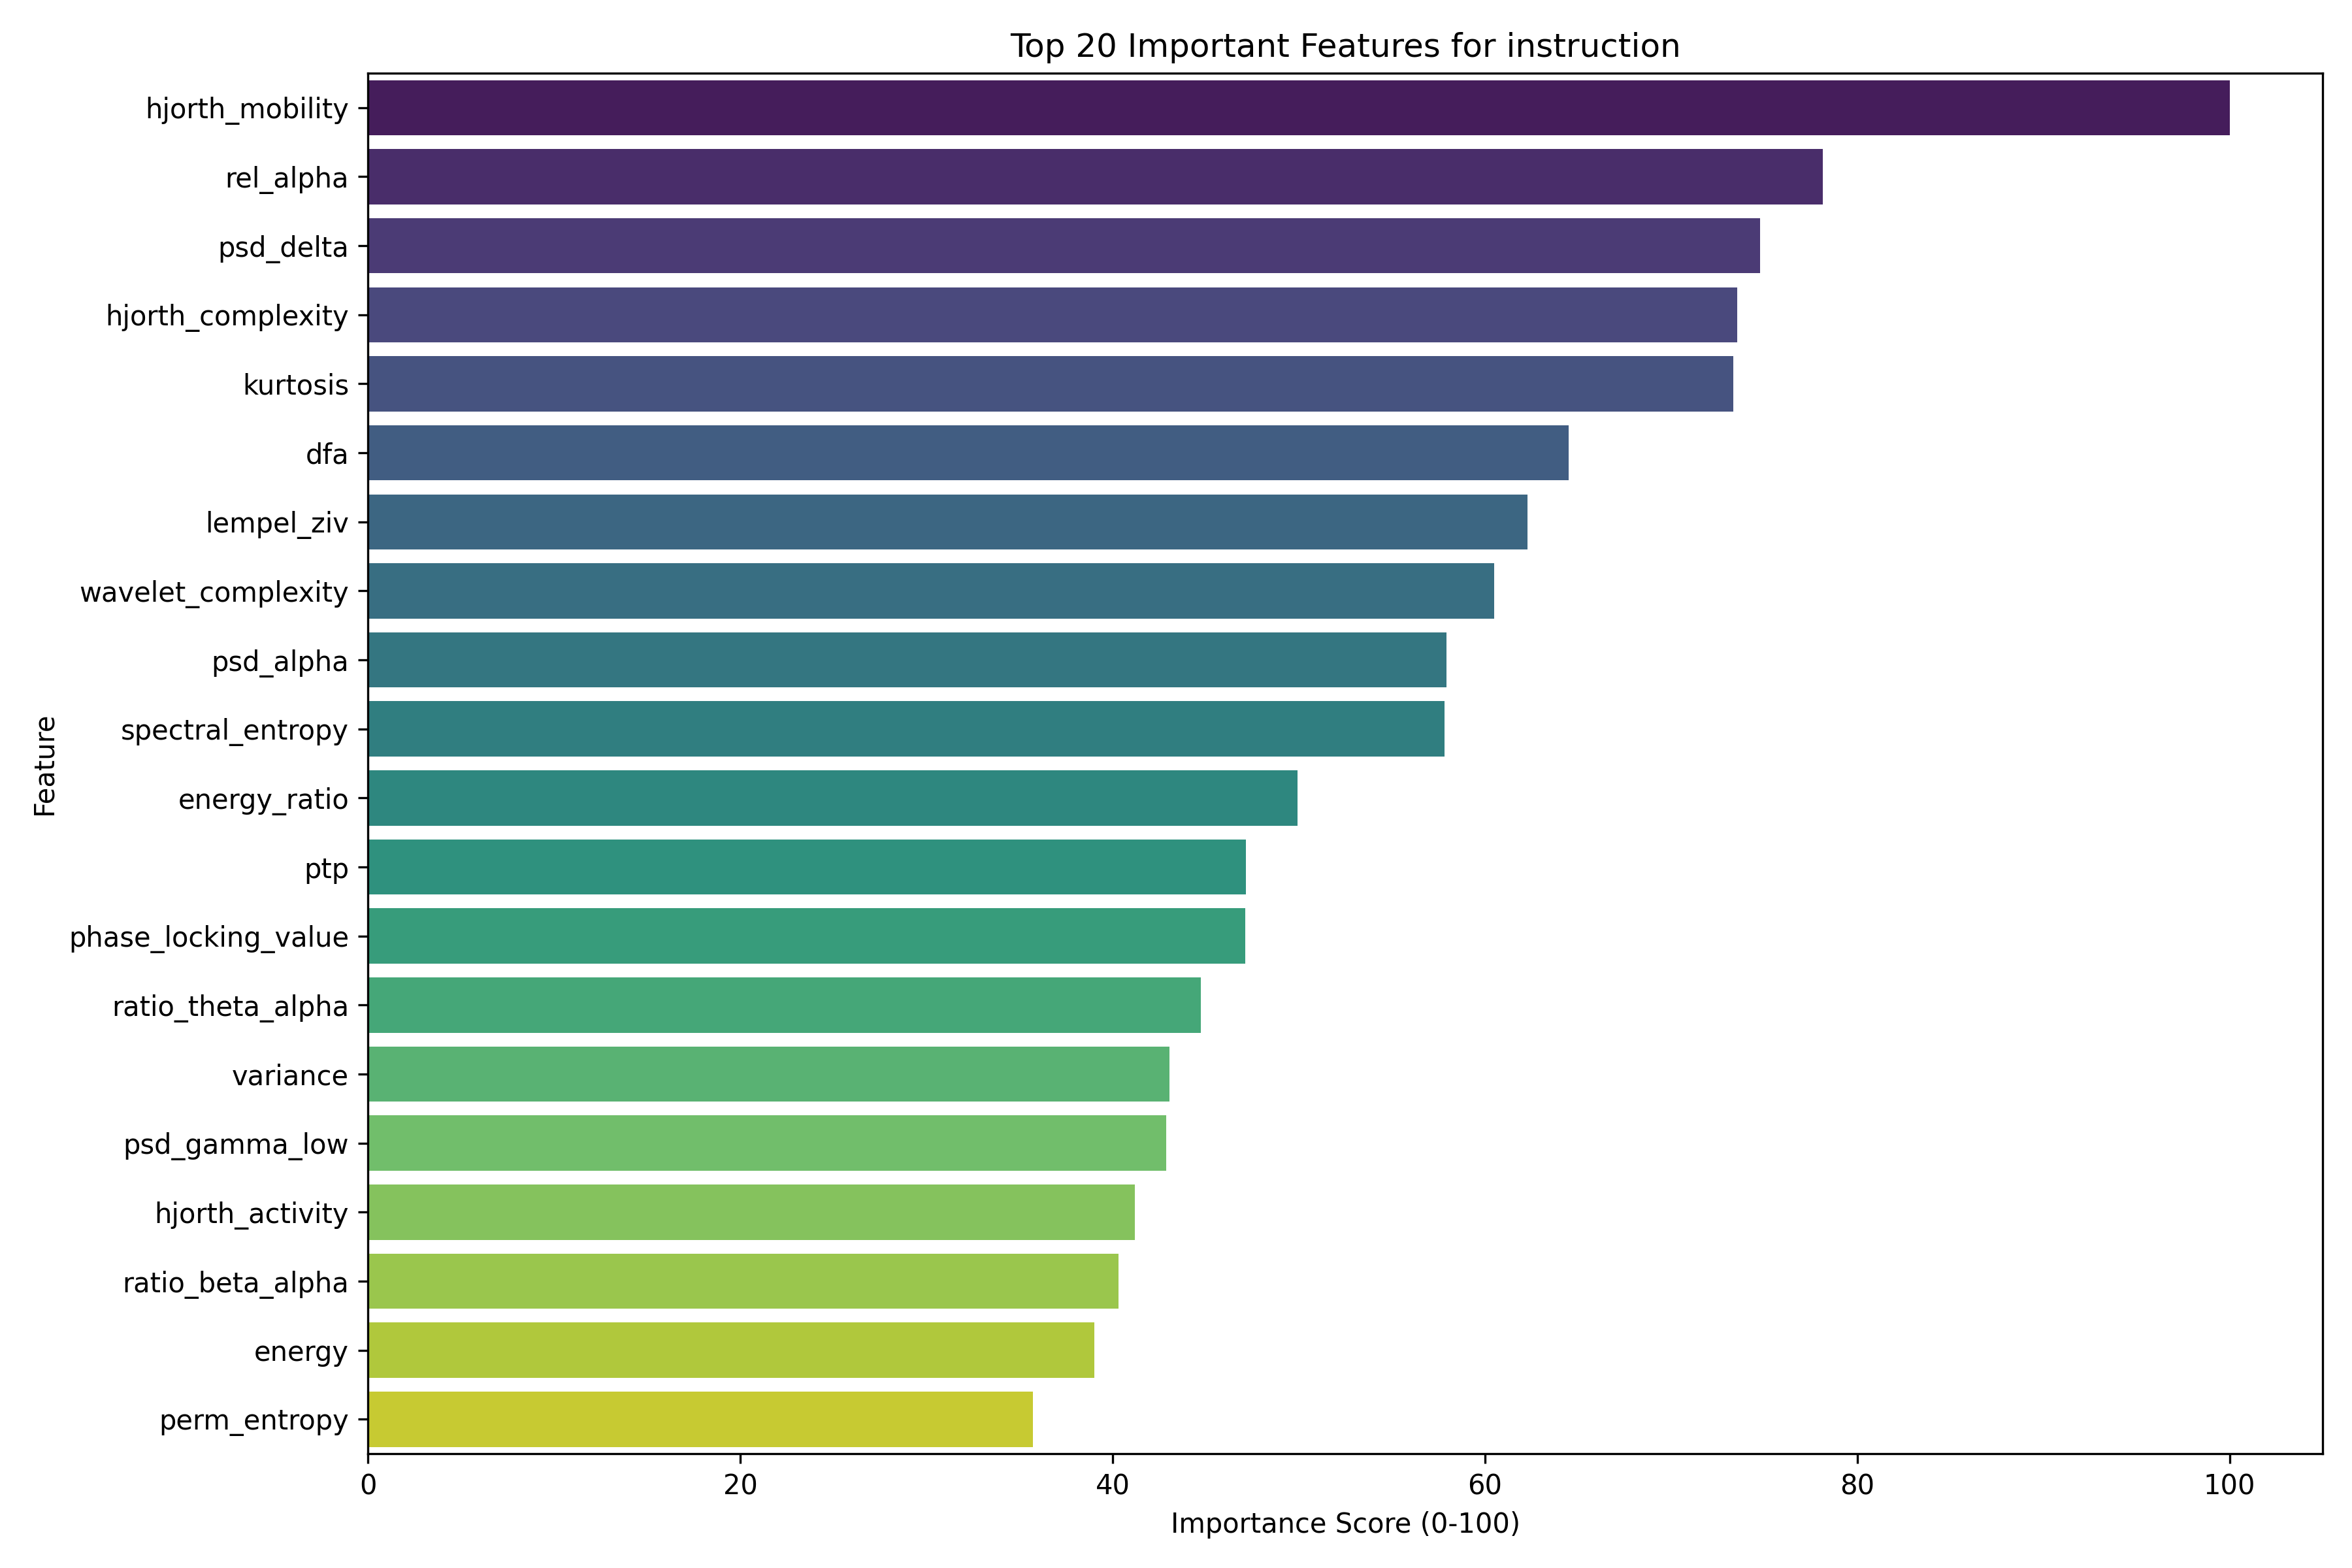 Top 20 Important Features for instruction
hjorth_mobility
rel_alpha
psd_delta
hjorth_complexity
kurtosis
dfa
lempel_ziv
wavelet_complexity
psd_alpha
spectral_entropy
energy_ratio
ptp
phase_locking_value
ratio_theta_alpha
variance
psd_gamma_low
hjorth_activity
ratio_beta_alpha
energy
perm_entropy
Feature
0 20 40 60 80 100
Importance Score (0-100)